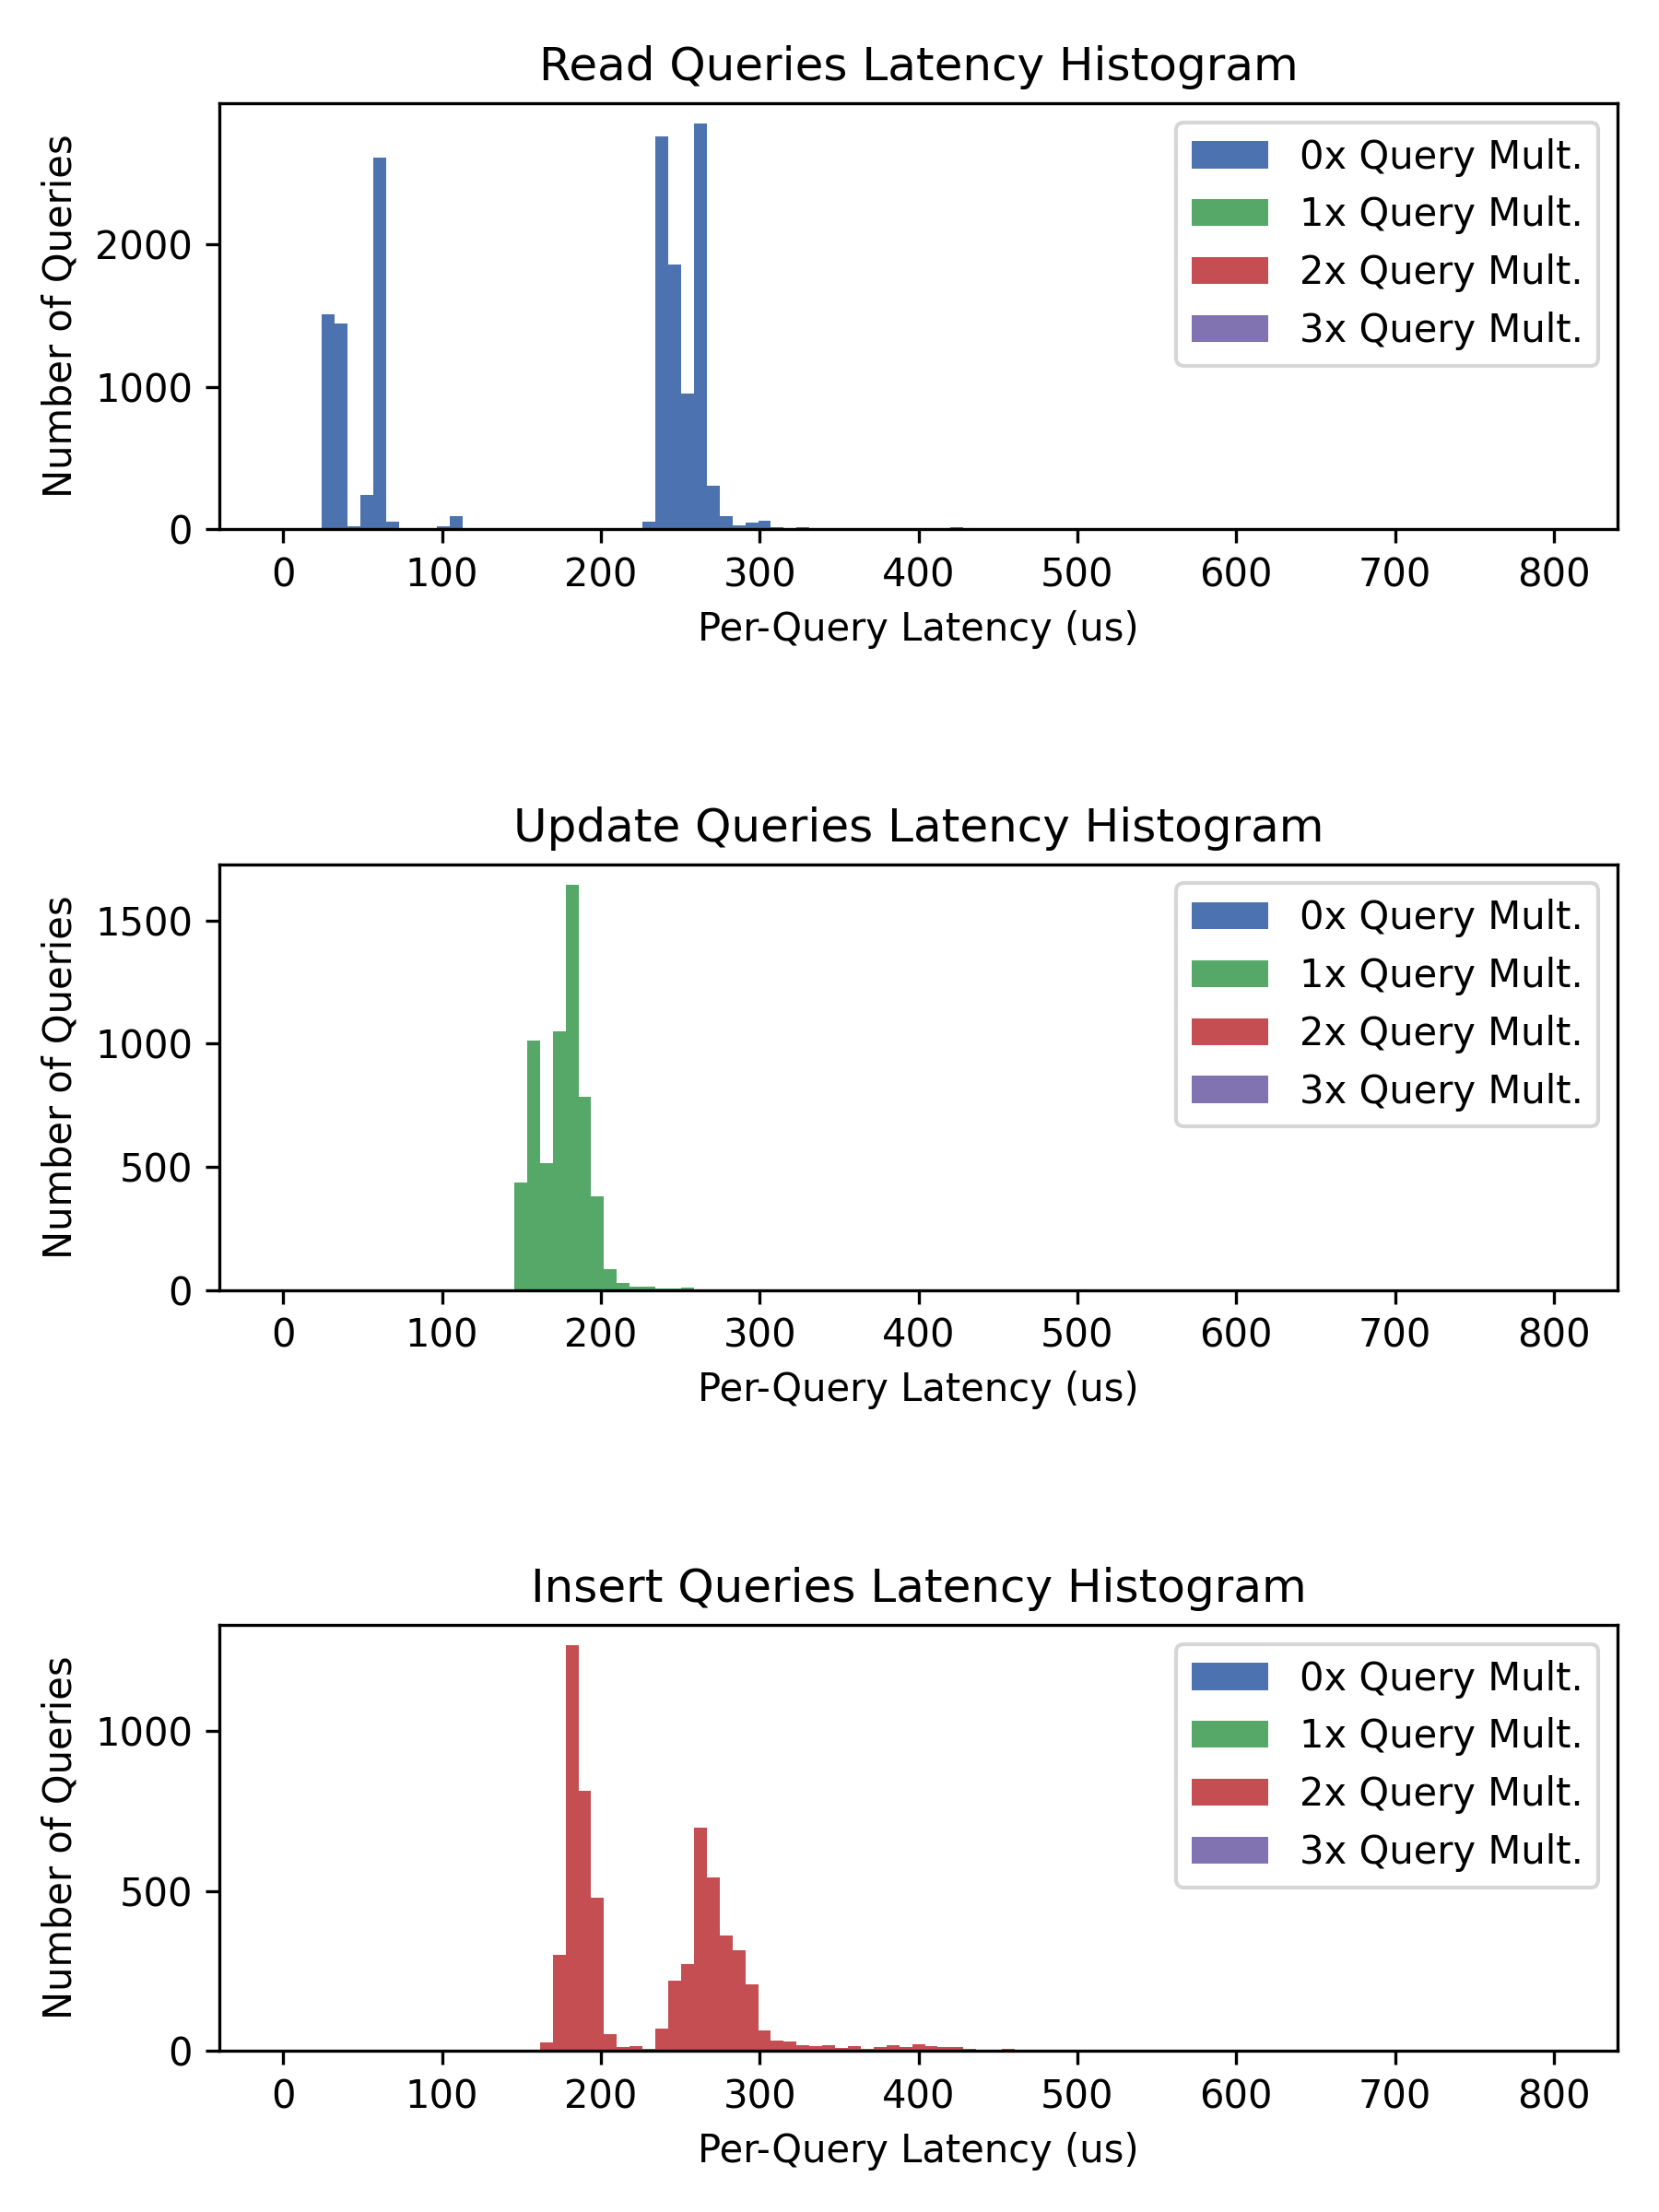 Read Queries Latency Histogram
Number of Queries
2000
1000
0
0x Query Mult.
1x Query Mult.
2x Query Mult.
3x Query Mult.
0 100 200 300 400 500 600 700 800
Per-Query Latency (us)
Update Queries Latency Histogram
Number of Queries
1500
1000
500
0
0x Query Mult.
1x Query Mult.
2x Query Mult.
3x Query Mult.
0 100 200 300 400 500 600 700 800
Per-Query Latency (us)
Insert Queries Latency Histogram
Number of Queries
1000
500
0
0x Query Mult.
1x Query Mult.
2x Query Mult.
3x Query Mult.
0 100 200 300 400 500 600 700 800
Per-Query Latency (us)